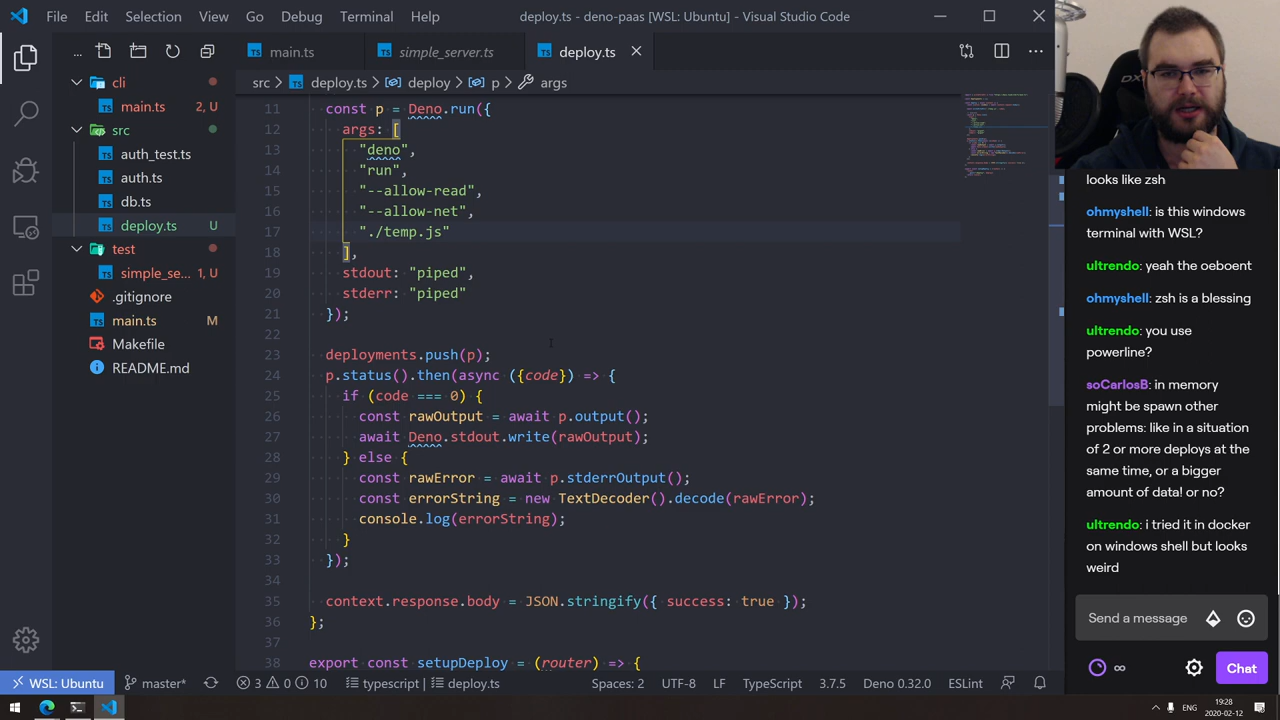 File Edit Selection View Go Debug Terminal Help deploy.ts - deno-paas [WSL: Ubuntu] - Visual Studio Code
... main.ts simple_server.ts deploy.ts
src > deploy.ts > deploy > p > args
cli
main.ts 2, U
src
auth_test.ts
auth.ts
db.ts
deploy.ts U
test
simple_se... 1, U
.gitignore
main.ts M
Makefile
README.md
11 const p = Deno.run({
12 args: [
13 "deno",
14 "run",
15 "--allow-read",
16 "--allow-net",
17 "./temp.js"
18 ],
19 stdout: "piped",
20 stderr: "piped"
21 });
22
23 deployments.push(p);
24 p.status().then(async ({code}) => {
25 if (code === 0) {
26 const rawOutput = await p.output();
27 await Deno.stdout.write(rawOutput);
28 } else {
29 const rawError = await p.stderrOutput();
30 const errorString = new TextDecoder().decode(rawError);
31 console.log(errorString);
32 }
33 });
34
35 context.response.body = JSON.stringify({ success: true });
36 };
37
38 export const setupDeploy = (router) => {
looks like zsh
ohmyshell: is this windows
terminal with WSL?
ultrendo: yeah the oeboent
ohmyshell: zsh is a blessing
ultrendo: you use
powerline?
soCarlosB: in memory
might be spawn other
problems: like in a situation
of 2 or more deploys at the
same time, or a bigger
amount of data! or no?
ultrendo: i tried it in docker
on windows shell but looks
weird
Send a message
∞ Chat
WSL: Ubuntu master* 3 0 10 typescript | deploy.ts Spaces: 2 UTF-8 LF TypeScript 3.7.5 Deno 0.32.0 ESLint
ENG 19:28
2020-02-12